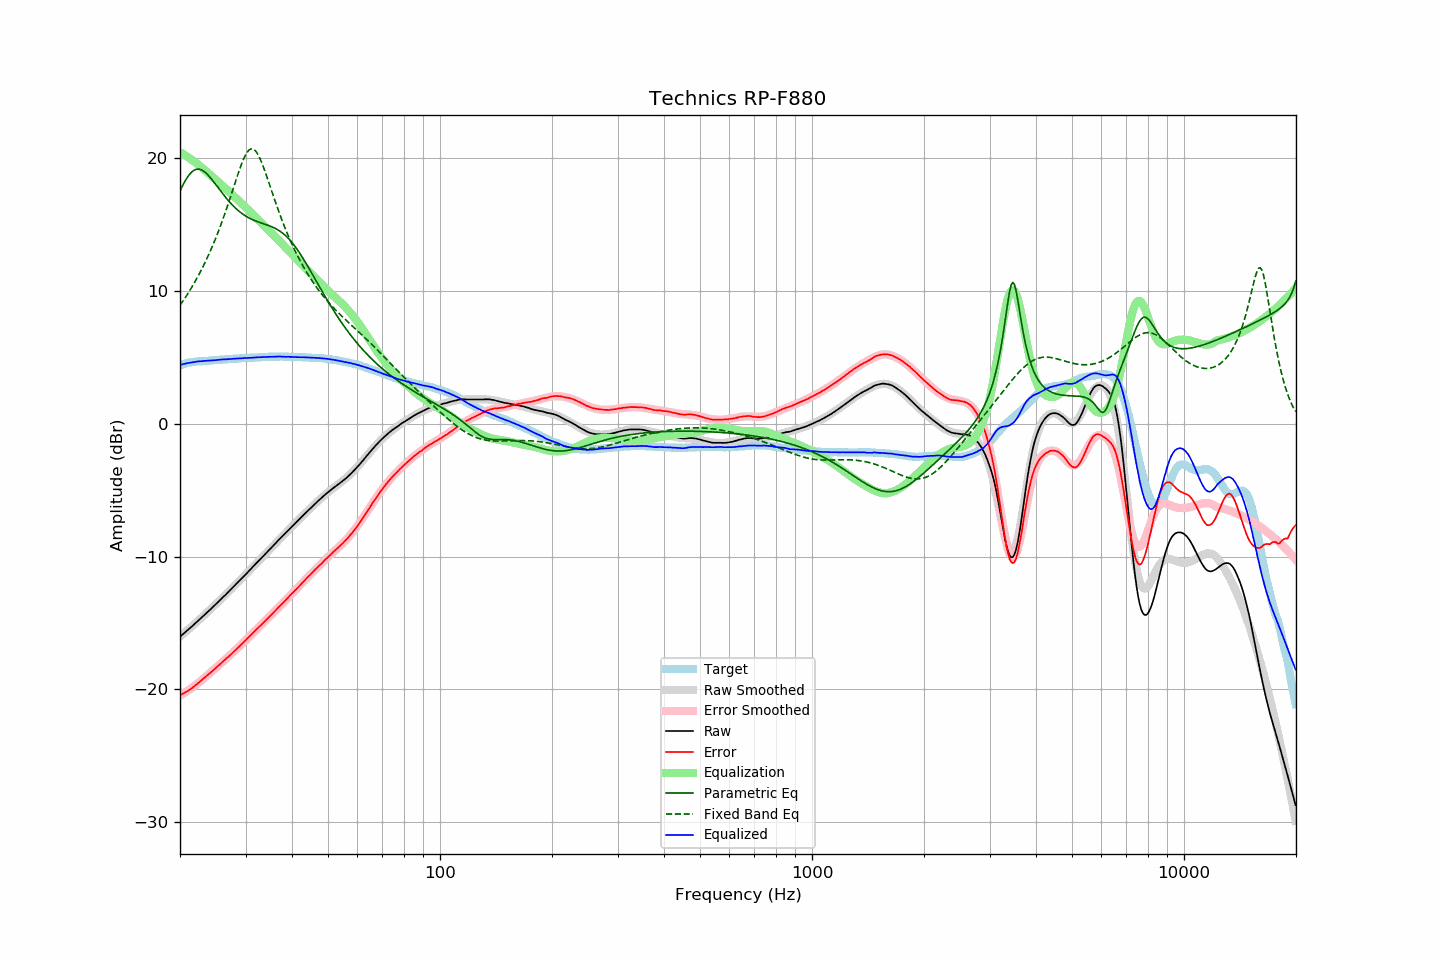 Technics RP-F880
Amplitude (dBr)
20
10
0
−10
−20
−30
Target
Raw Smoothed
Error Smoothed
Raw
Error
Equalization
Parametric Eq
Fixed Band Eq
Equalized
100
1000
10000
Frequency (Hz)